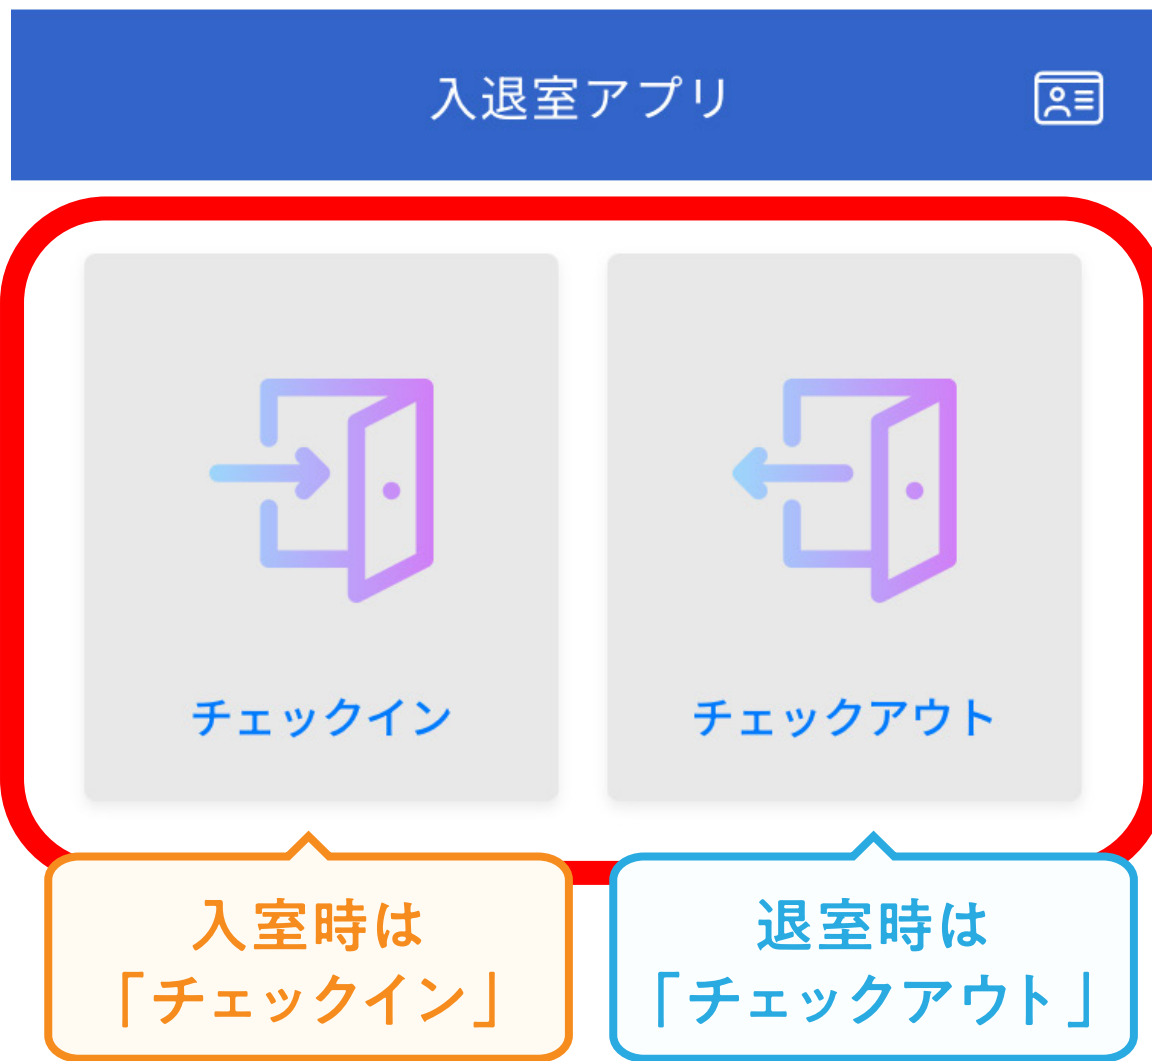 入退室アプリ
チェックイン
チェックアウト
入室時は
「チェックイン」
退室時は
「チェックアウト」